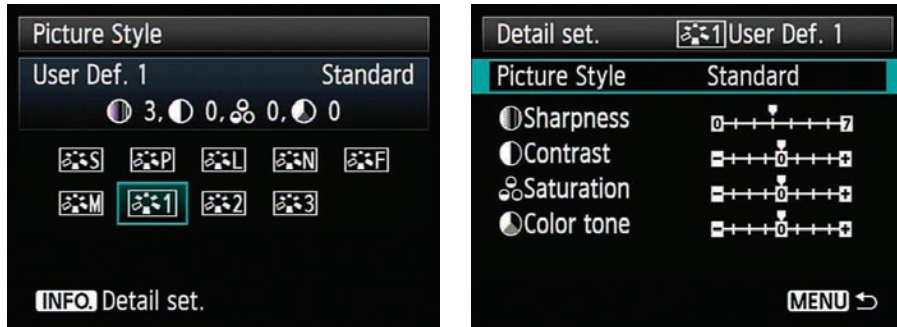 Picture Style
User Def. 1 Standard
3, 0, 0, 0
S P L N F
M 1 2 3
INFO. Detail set.
Detail set. 1 User Def. 1
Picture Style Standard
Sharpness 0 7
Contrast - 0 +
Saturation - 0 +
Color tone - 0 +
MENU